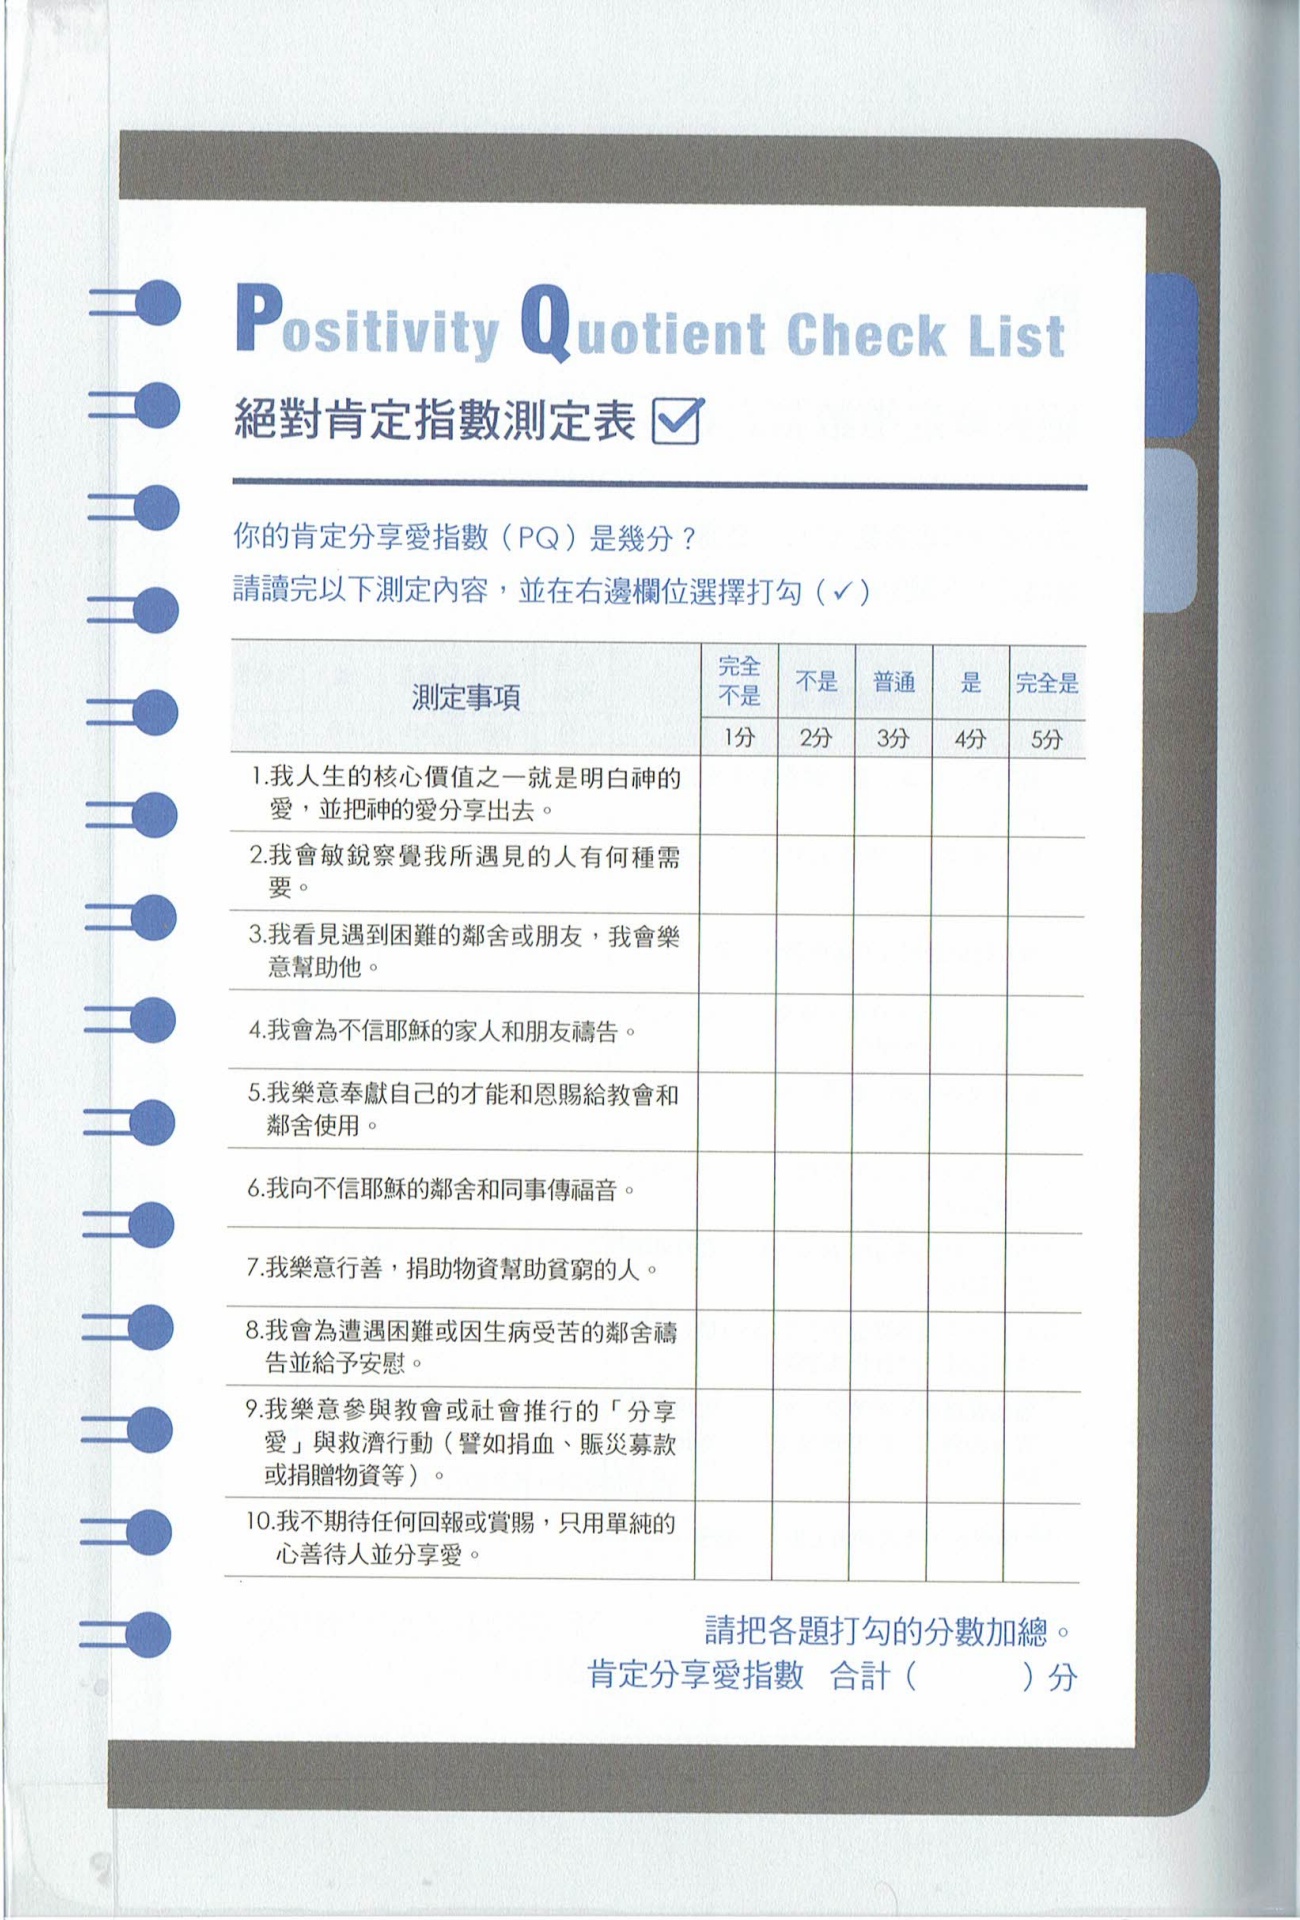 Positivity Quotient Check List
絕對肯定指數測定表
你的肯定分享愛指數（PQ）是幾分？
請讀完以下測定內容，並在右邊欄位選擇打勾（✓）
測定事項
完全
不是
不是
普通
是
完全是
1分
2分
3分
4分
5分
1.我人生的核心價值之一就是明白神的
愛，並把神的愛分享出去。
2.我會敏銳察覺我所遇見的人有何種需
要。
3.我看見遇到困難的鄰舍或朋友，我會樂
意幫助他。
4.我會為不信耶穌的家人和朋友禱告。
5.我樂意奉獻自己的才能和恩賜給教會和
鄰舍使用。
6.我向不信耶穌的鄰舍和同事傳福音。
7.我樂意行善，捐助物資幫助貧窮的人。
8.我會為遭遇困難或因生病受苦的鄰舍禱
告並給予安慰。
9.我樂意參與教會或社會推行的「分享
愛」與救濟行動（譬如捐血、賑災募款
或捐贈物資等）。
10.我不期待任何回報或賞賜，只用單純的
心善待人並分享愛。
請把各題打勾的分數加總。
肯定分享愛指數 合計（　　　）分